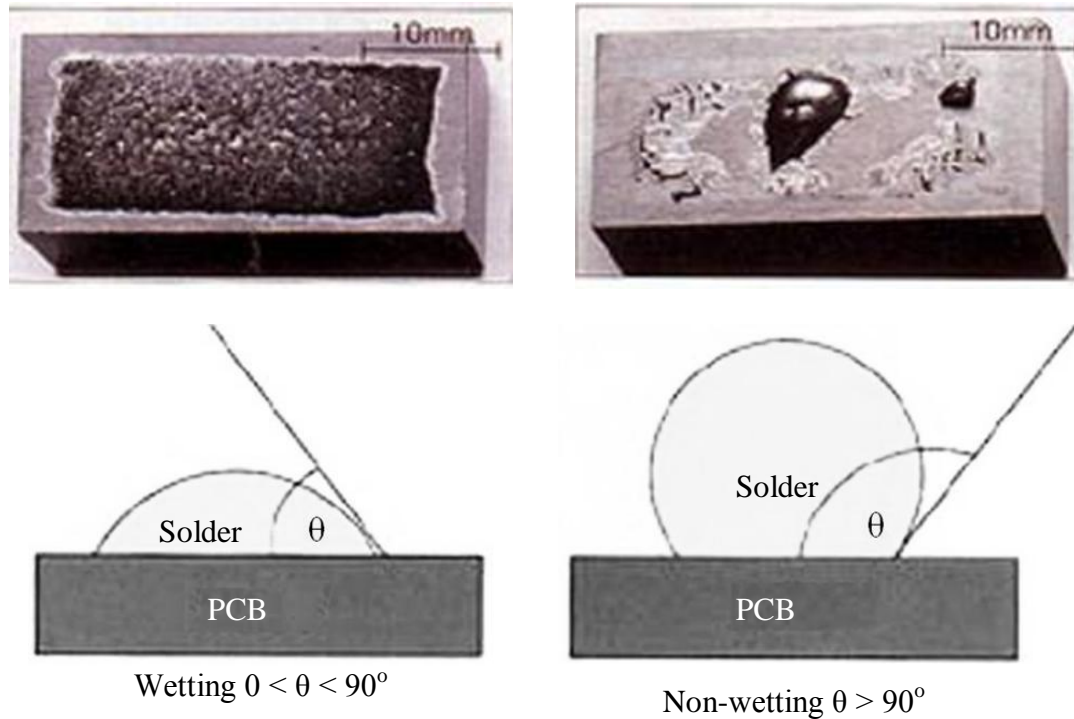 10mm
10mm
Solder
θ
PCB
Wetting 0 < θ < 90°
Solder
θ
PCB
Non-wetting θ > 90°